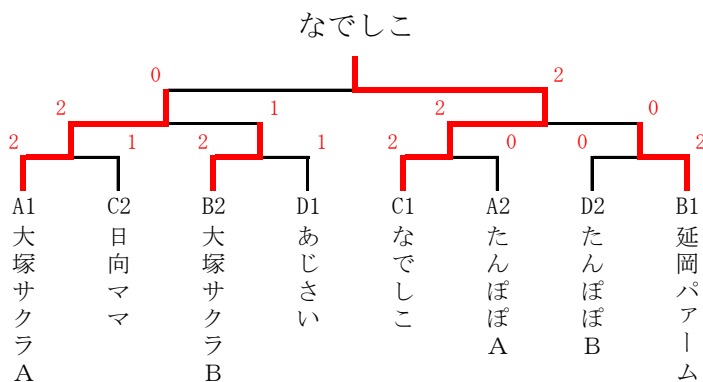 なでしこ
0 2
2 1 2 0
2 1 2 1 2 0 0 2
A1 C2 B2 D1 C1 A2 D2 B1
大塚サクラA
日向ママ
大塚サクラB
あじさい
なでしこ
たんぽぽA
たんぽぽB
延岡パァーム